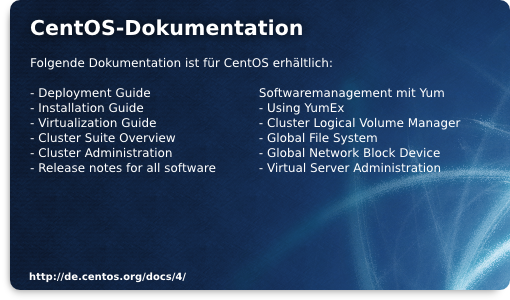 CentOS-Dokumentation
Folgende Dokumentation ist für CentOS erhältlich:
- Deployment Guide
- Installation Guide
- Virtualization Guide
- Cluster Suite Overview
- Cluster Administration
- Release notes for all software
Softwaremanagement mit Yum
- Using YumEx
- Cluster Logical Volume Manager
- Global File System
- Global Network Block Device
- Virtual Server Administration
http://de.centos.org/docs/4/